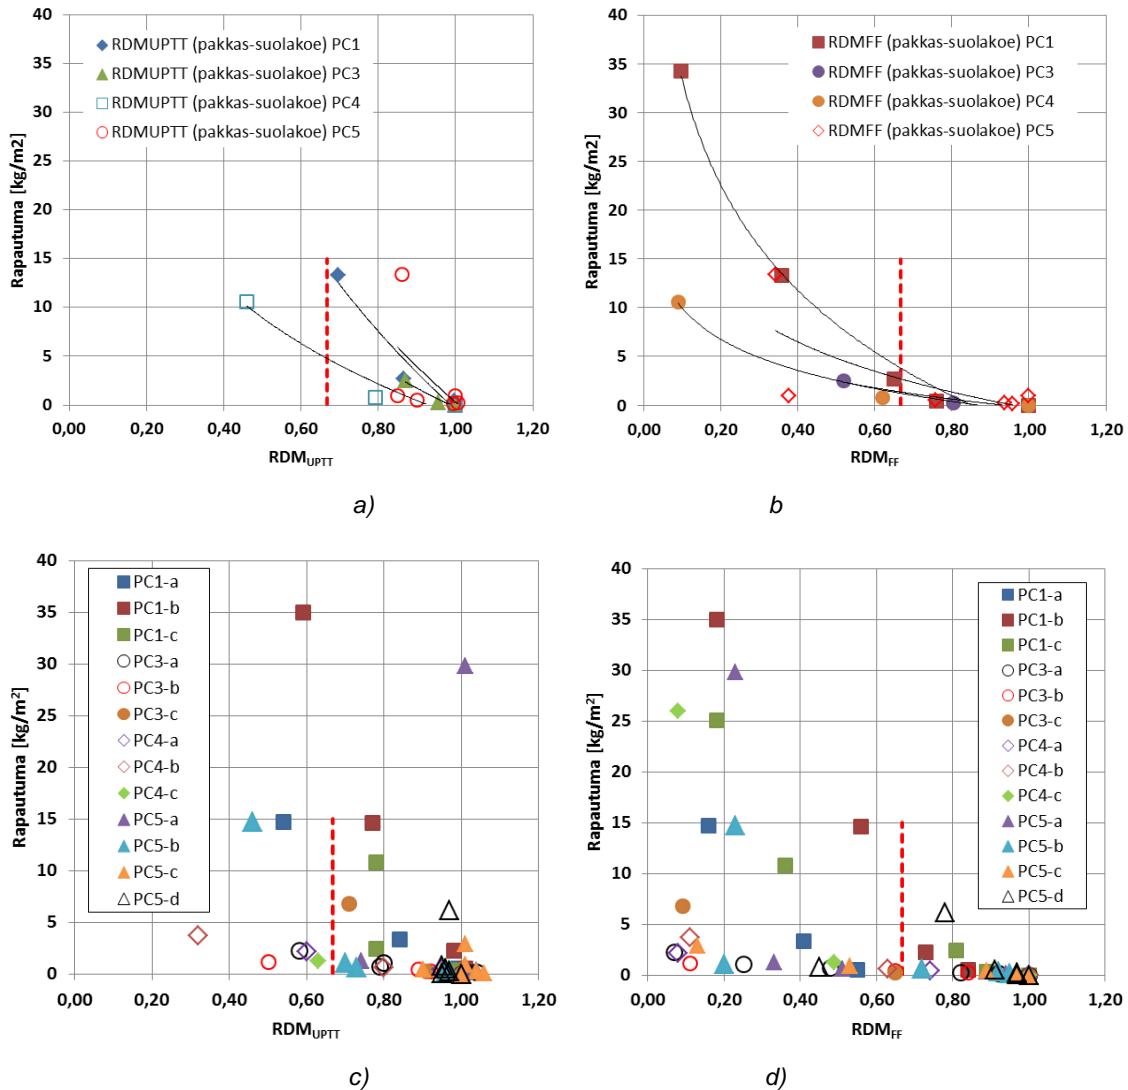 40
35
30
25
20
15
10
5
0
Rapautuma [kg/m2]
RDMUPTT (pakkas-suolakoe) PC1
RDMUPTT (pakkas-suolakoe) PC3
RDMUPTT (pakkas-suolakoe) PC4
RDMUPTT (pakkas-suolakoe) PC5
0,00 0,20 0,40 0,60 0,80 1,00 1,20
RDMUPTT
a)
40
35
30
25
20
15
10
5
0
Rapautuma [kg/m2]
RDMFF (pakkas-suolakoe) PC1
RDMFF (pakkas-suolakoe) PC3
RDMFF (pakkas-suolakoe) PC4
RDMFF (pakkas-suolakoe) PC5
0,00 0,20 0,40 0,60 0,80 1,00 1,20
RDMFF
b
40
35
30
25
20
15
10
5
0
Rapautuma [kg/m²]
PC1-a
PC1-b
PC1-c
PC3-a
PC3-b
PC3-c
PC4-a
PC4-b
PC4-c
PC5-a
PC5-b
PC5-c
PC5-d
0,00 0,20 0,40 0,60 0,80 1,00 1,20
RDMUPTT
c)
40
35
30
25
20
15
10
5
0
Rapautuma [kg/m²]
PC1-a
PC1-b
PC1-c
PC3-a
PC3-b
PC3-c
PC4-a
PC4-b
PC4-c
PC5-a
PC5-b
PC5-c
PC5-d
0,00 0,20 0,40 0,60 0,80 1,00 1,20
RDMFF
d)